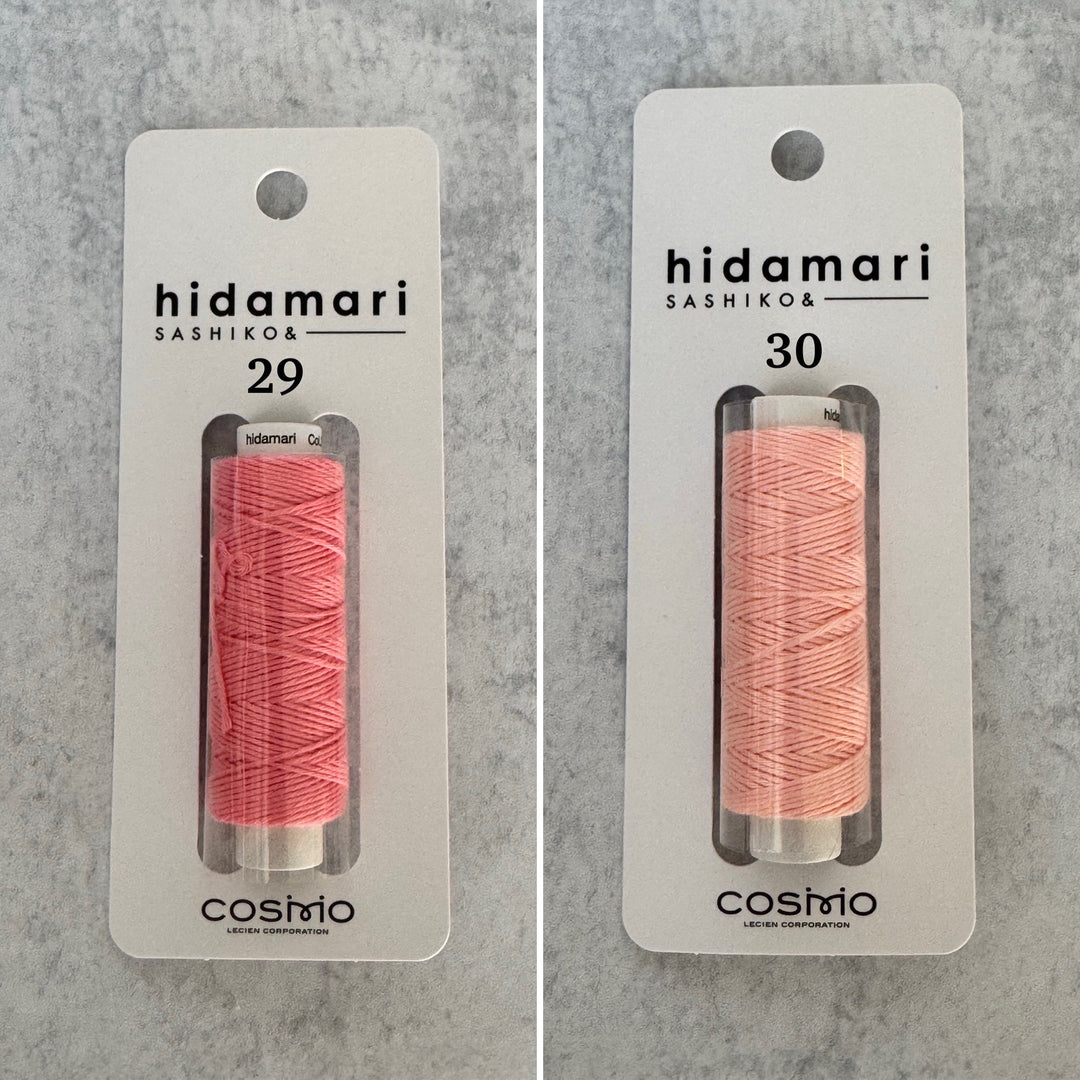 hidamari
SASHIKO&
29
hidamari
COSMO
LECIEN CORPORATION
hidamari
SASHIKO&
30
COSMO
LECIEN CORPORATION